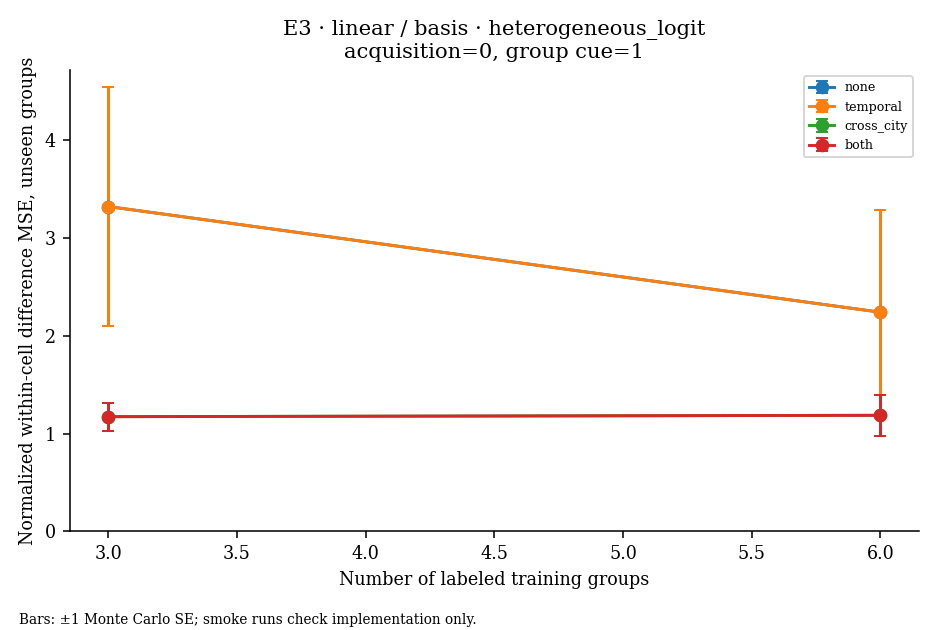 E3 · linear / basis · heterogeneous_logit
acquisition=0, group cue=1
Normalized within-cell difference MSE, unseen groups
none
temporal
cross_city
both
4
3
2
1
0
3.0 3.5 4.0 4.5 5.0 5.5 6.0
Number of labeled training groups
Bars: ±1 Monte Carlo SE; smoke runs check implementation only.